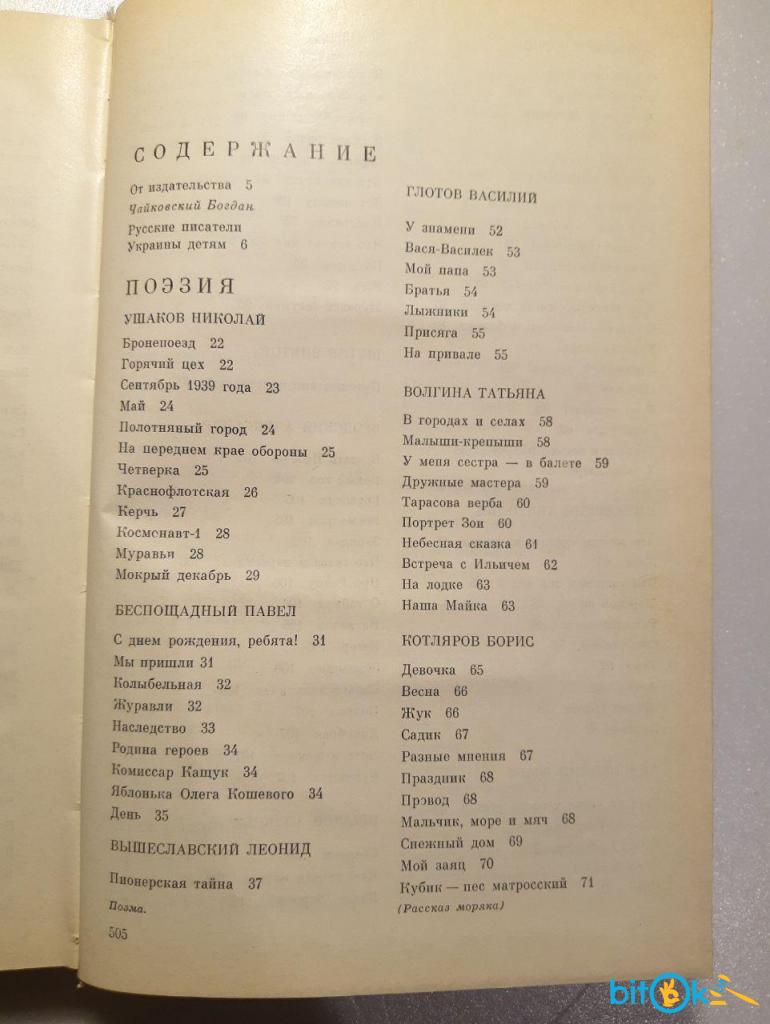 СОДЕРЖАНИЕ
От издательства 5
Чайковский Богдан
Русские писатели
Украины детям 6
ПОЭЗИЯ
УШАКОВ НИКОЛАЙ
Бронепоезд 22
Горячий цех 22
Сентябрь 1939 года 23
Май 24
Полотняный город 24
На переднем крае обороны 25
Четверка 25
Краснофлотская 26
Керчь 27
Космонавт-1 28
Муравьи 28
Мокрый декабрь 29
БЕСПОЩАДНЫЙ ПАВЕЛ
С днем рождения, ребята! 31
Мы пришли 31
Колыбельная 32
Журавли 32
Наследство 33
Родина героев 34
Комиссар Кащук 34
Яблонька Олега Кошевого 34
День 35
ВЫШЕСЛАВСКИЙ ЛЕОНИД
Пионерская тайна 37
Поэма.
505
ГЛОТОВ ВАСИЛИЙ
У знамени 52
Вася-Василек 53
Мой папа 53
Братья 54
Лыжники 54
Присяга 55
На привале 55
ВОЛГИНА ТАТЬЯНА
В городах и селах 58
Малыши-крепыши 58
У меня сестра — в балете 59
Дружные мастера 59
Тарасова верба 60
Портрет Зои 60
Небесная сказка 61
Встреча с Ильичем 62
На лодке 63
Наша Майка 63
КОТЛЯРОВ БОРИС
Девочка 65
Весна 66
Жук 66
Садик 67
Разные мнения 67
Праздник 68
Провод 68
Мальчик, море и мяч 68
Снежный дом 69
Мой заяц 70
Кубик — пес матросский 71
(Рассказ моряка)
bitOk